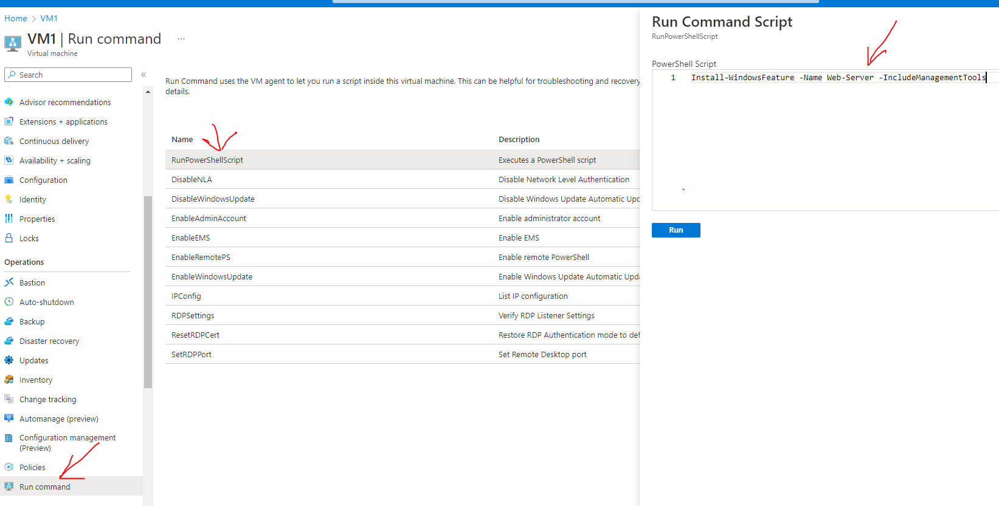 Home > VM1
VM1 | Run command ...
Virtual machine
Search «
Advisor recommendations
Extensions + applications
Continuous delivery
Availability + scaling
Configuration
Identity
Properties
Locks
Operations
Bastion
Auto-shutdown
Backup
Disaster recovery
Updates
Inventory
Change tracking
Automanage (preview)
Configuration management
(Preview)
Policies
Run command
Run Command uses the VM agent to let you run a script inside this virtual machine. This can be helpful for troubleshooting and recovery,
details.
Name Description
RunPowerShellScript Executes a PowerShell script
DisableNLA Disable Network Level Authentication
DisableWindowsUpdate Disable Windows Update Automatic
EnableAdminAccount Enable administrator account
EnableEMS Enable EMS
EnableRemotePS Enable remote PowerShell
EnableWindowsUpdate Enable Windows Update Automatic
IPConfig List IP configuration
RDPSettings Verify RDP Listener Settings
ResetRDPCert Restore RDP Authentication mode to
SetRDPPort Set Remote Desktop port
Run Command Script
RunPowerShellScript
PowerShell Script
1 Install-WindowsFeature -Name Web-Server -IncludeManagementTools
Run